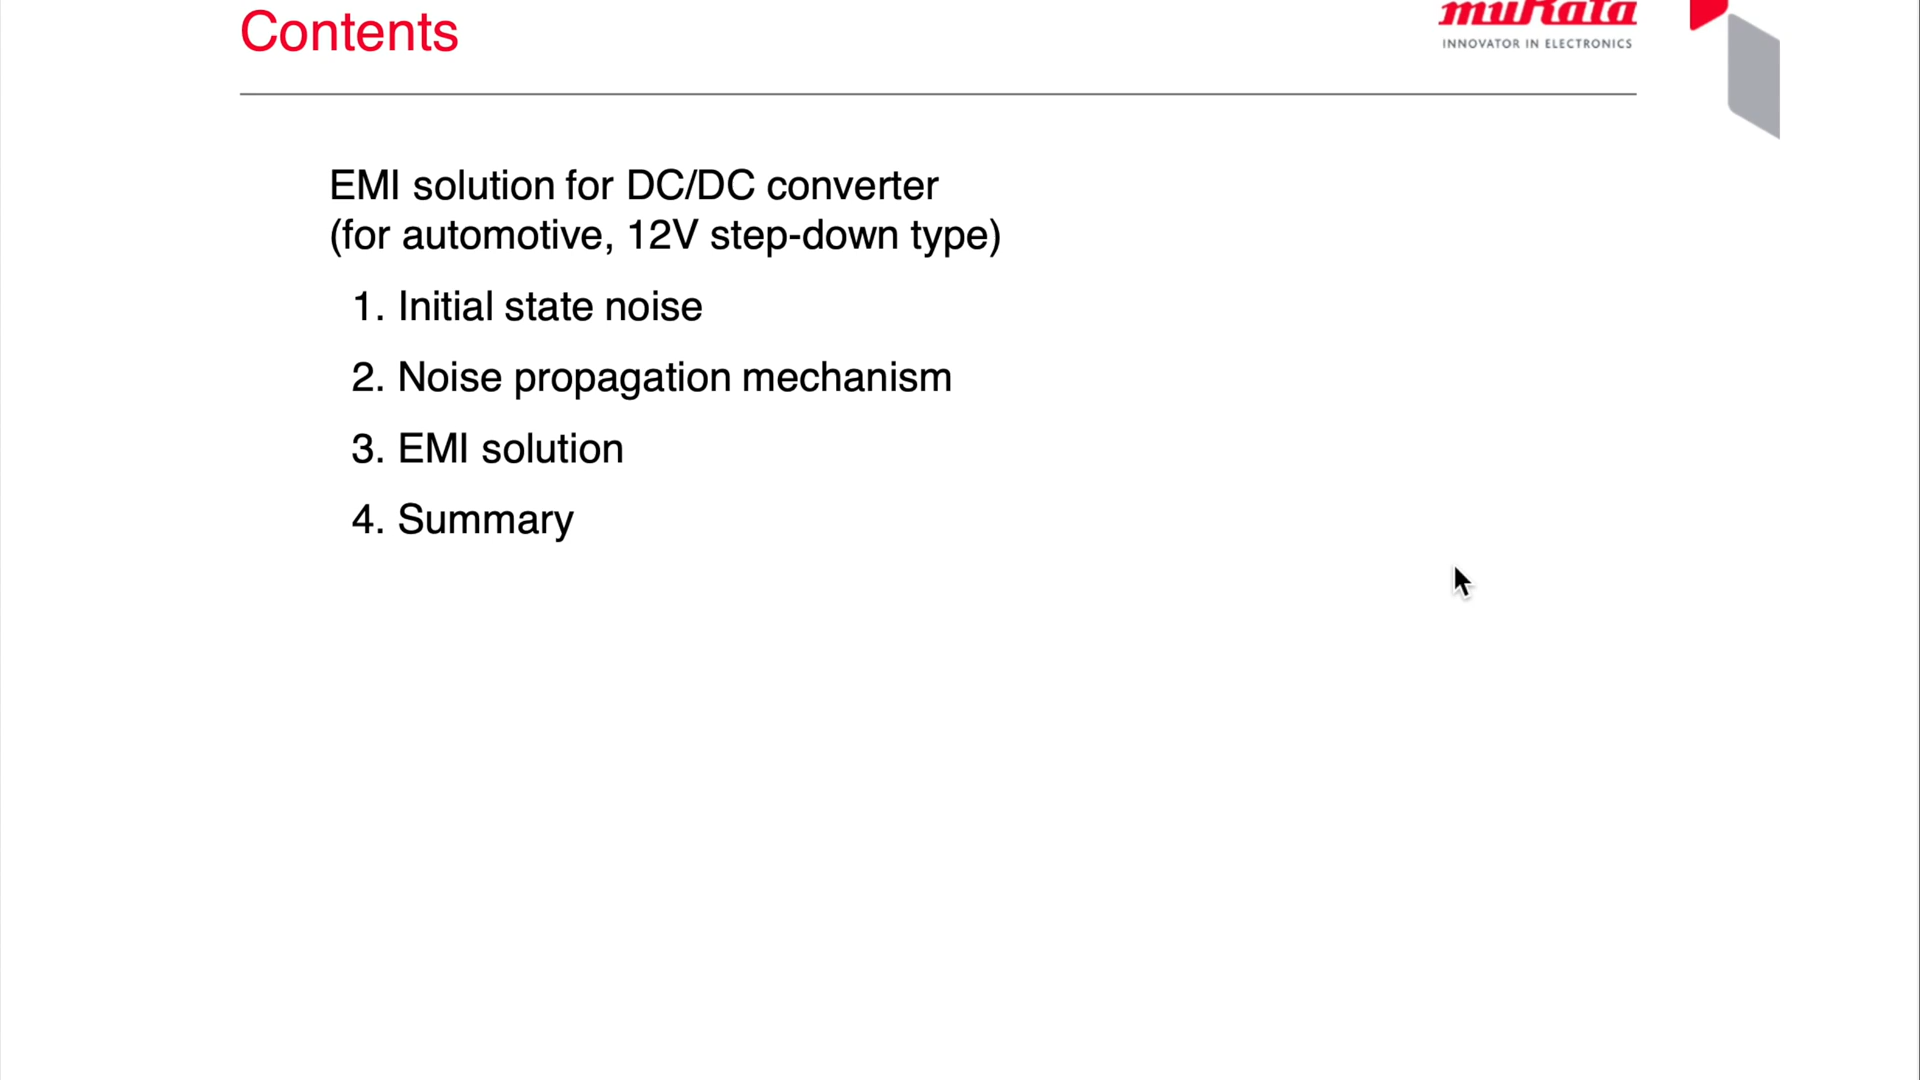 Contents
muRata
INNOVATOR IN ELECTRONICS
EMI solution for DC/DC converter
(for automotive, 12V step-down type)
1. Initial state noise
2. Noise propagation mechanism
3. EMI solution
4. Summary